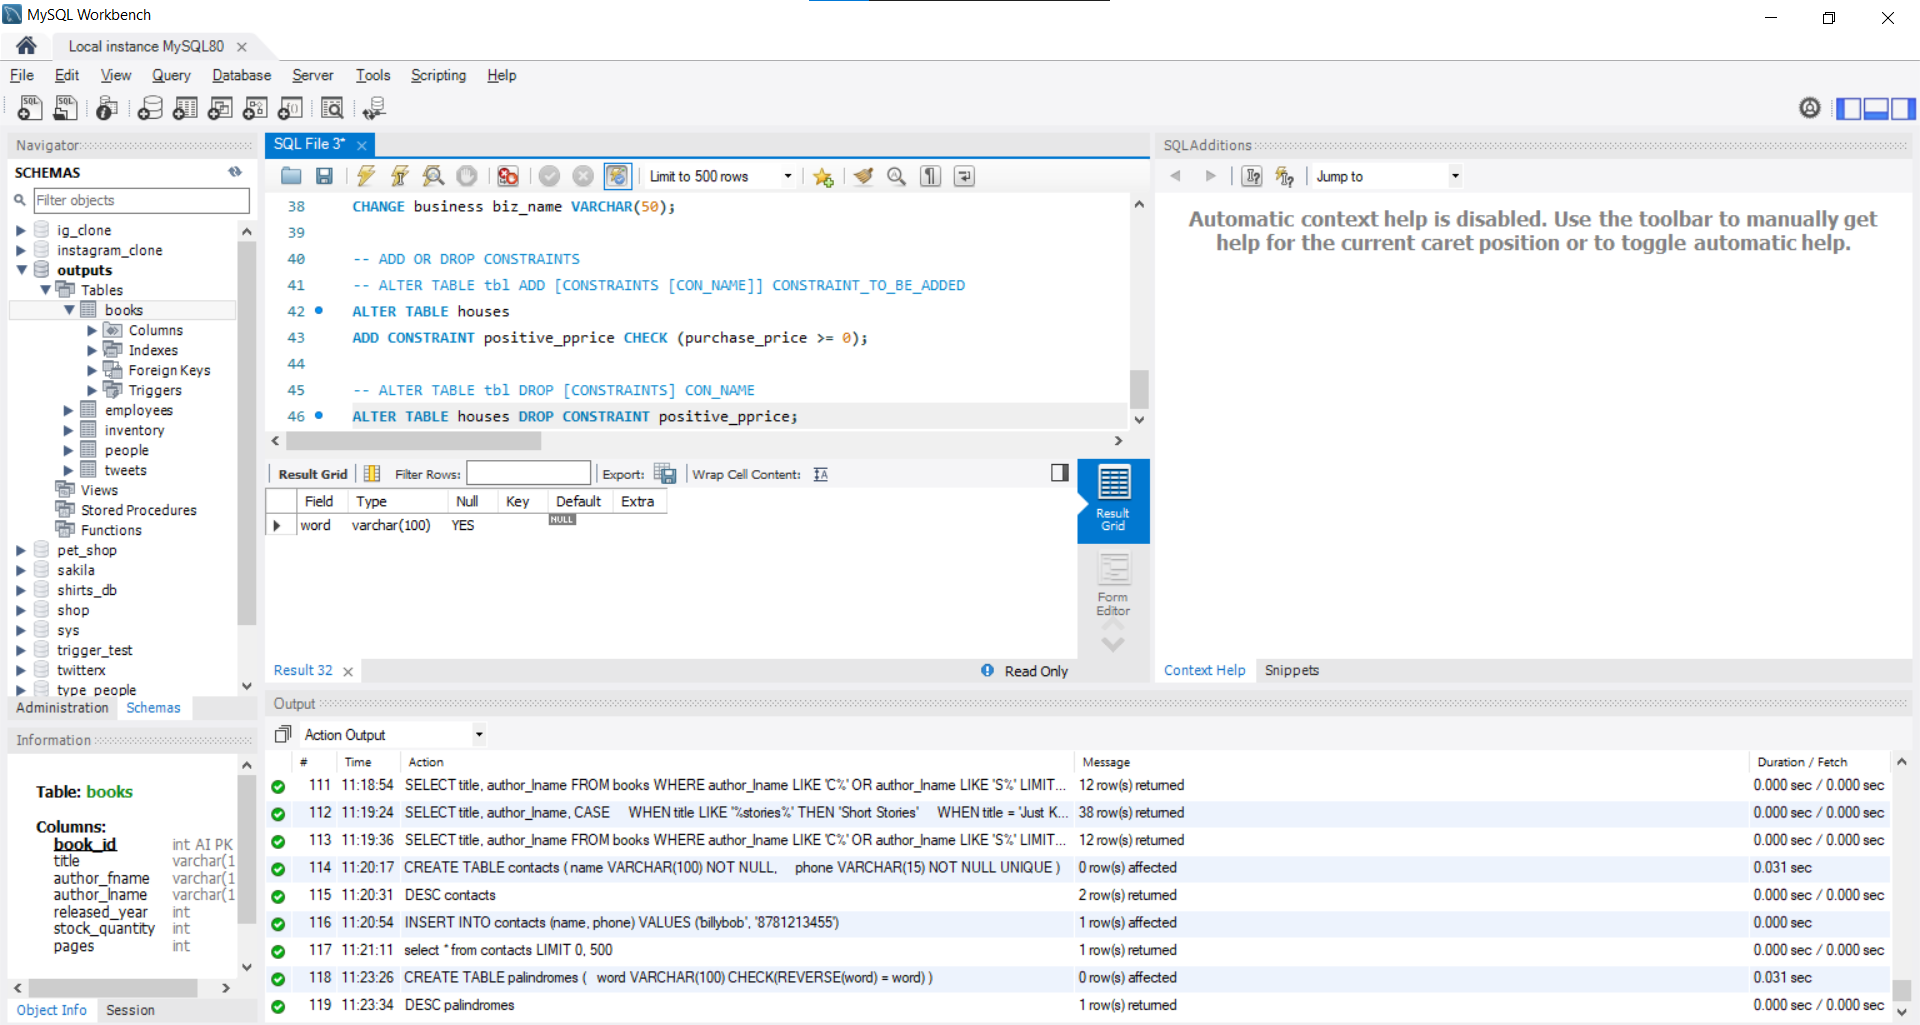 MySQL Workbench
Local instance MySQL80
File Edit View Query Database Server Tools Scripting Help
Navigator
SCHEMAS
Filter objects
ig_clone
instagram_clone
outputs
Tables
books
Columns
Indexes
Foreign Keys
Triggers
employees
inventory
people
tweets
Views
Stored Procedures
Functions
pet_shop
sakila
shirts_db
shop
sys
trigger_test
twitterx
type_people
Administration Schemas
Information
Table: books
Columns:
book_id int AI PK
title varchar(1
author_fname varchar(1
author_lname varchar(1
released_year int
stock_quantity int
pages int
Object Info Session
SQL File 3*
Limit to 500 rows
38 CHANGE business biz_name VARCHAR(50);
39
40 -- ADD OR DROP CONSTRAINTS
41 -- ALTER TABLE tbl ADD [CONSTRAINTS [CON_NAME]] CONSTRAINT_TO_BE_ADDED
42 ALTER TABLE houses
43 ADD CONSTRAINT positive_pprice CHECK (purchase_price >= 0);
44
45 -- ALTER TABLE tbl DROP [CONSTRAINTS] CON_NAME
46 ALTER TABLE houses DROP CONSTRAINT positive_pprice;
Result Grid Filter Rows: Export: Wrap Cell Content:
Field Type Null Key Default Extra
word varchar(100) YES NULL
Result
Grid
Form
Editor
Result 32
Read Only
SQLAdditions
Jump to
Automatic context help is disabled. Use the toolbar to manually get
help for the current caret position or to toggle automatic help.
Context Help Snippets
Output
Action Output
# Time Action Message Duration / Fetch
111 11:18:54 SELECT title, author_lname FROM books WHERE author_lname LIKE 'C%' OR author_lname LIKE 'S%' LIMIT... 12 row(s) returned 0.000 sec / 0.000 sec
112 11:19:24 SELECT title, author_lname, CASE WHEN title LIKE '%stories%' THEN 'Short Stories' WHEN title = 'Just K... 38 row(s) returned 0.000 sec / 0.000 sec
113 11:19:36 SELECT title, author_lname FROM books WHERE author_lname LIKE 'C%' OR author_lname LIKE 'S%' LIMIT... 12 row(s) returned 0.000 sec / 0.000 sec
114 11:20:17 CREATE TABLE contacts ( name VARCHAR(100) NOT NULL, phone VARCHAR(15) NOT NULL UNIQUE ) 0 row(s) affected 0.031 sec
115 11:20:31 DESC contacts 2 row(s) returned 0.000 sec / 0.000 sec
116 11:20:54 INSERT INTO contacts (name, phone) VALUES ('billybob', '8781213455') 1 row(s) affected 0.000 sec
117 11:21:11 select * from contacts LIMIT 0, 500 1 row(s) returned 0.000 sec / 0.000 sec
118 11:23:26 CREATE TABLE palindromes ( word VARCHAR(100) CHECK(REVERSE(word) = word) ) 0 row(s) affected 0.031 sec
119 11:23:34 DESC palindromes 1 row(s) returned 0.000 sec / 0.000 sec